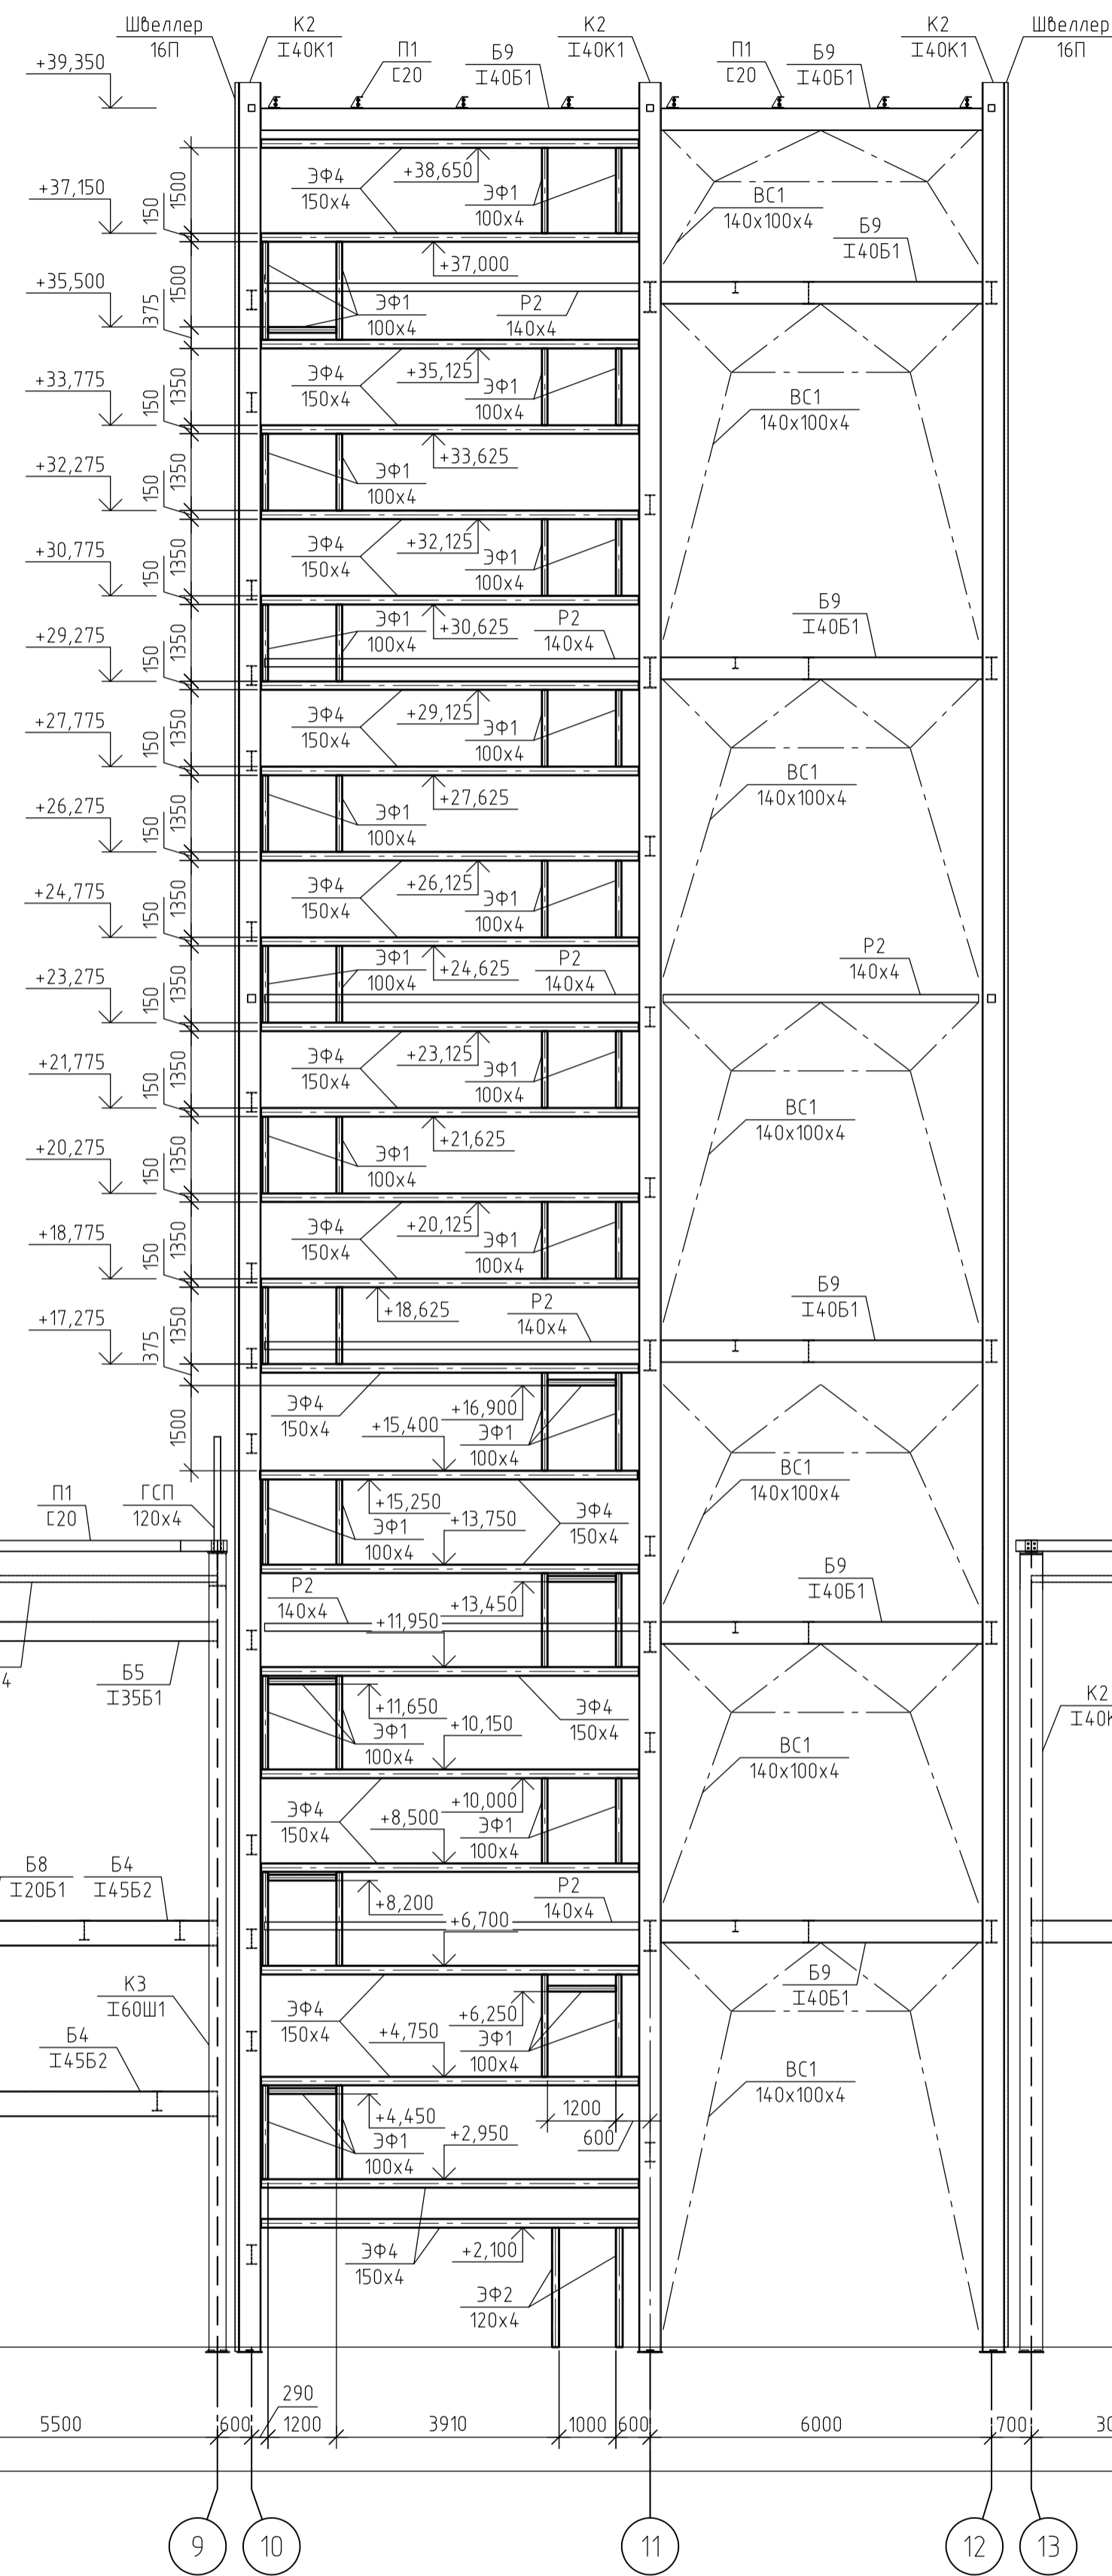 Швеллер
16П
К2
I40К1
П1
[20
Б9
I40Б1
К2
I40К1
П1
[20
Б9
I40Б1
К2
I40К1
Швеллер
16П
+39,350
+37,150
+35,500
+33,775
+32,275
+30,775
+29,275
+27,775
+26,275
+24,775
+23,275
+21,775
+20,275
+18,775
+17,275
1500
150
1500
375
1350
150
1350
150
1350
150
1350
150
1350
150
1350
150
1350
150
1350
150
1350
150
1350
150
1350
150
1350
375
1500
ЭФ4
150х4
+38,650
ЭФ1
100х4
+37,000
ЭФ1
100х4
Р2
140х4
ЭФ4
150х4
+35,125
ЭФ1
100х4
+33,625
ЭФ1
100х4
ЭФ4
150х4
+32,125
ЭФ1
100х4
ЭФ1
100х4
+30,625
Р2
140х4
ЭФ4
150х4
+29,125
ЭФ1
100х4
+27,625
ЭФ1
100х4
ЭФ4
150х4
+26,125
ЭФ1
100х4
ЭФ1
100х4
+24,625
Р2
140х4
ЭФ4
150х4
+23,125
ЭФ1
100х4
+21,625
ЭФ1
100х4
ЭФ4
150х4
+20,125
ЭФ1
100х4
+18,625
Р2
140х4
ЭФ4
150х4
+16,900
+15,400
ЭФ1
100х4
+15,250
ЭФ1
100х4
+13,750
ЭФ4
150х4
Р2
140х4
+13,450
+11,950
+11,650
ЭФ1
100х4
+10,150
ЭФ4
150х4
ЭФ4
150х4
+10,000
+8,500
ЭФ1
100х4
+8,200
+6,700
Р2
140х4
ЭФ4
150х4
+6,250
+4,750
ЭФ1
100х4
1200
600
+4,450
ЭФ1
100х4
+2,950
ЭФ4
150х4
+2,100
ЭФ2
120х4
ВС1
140х100х4
Б9
I40Б1
ВС1
140х100х4
Б9
I40Б1
ВС1
140х100х4
Р2
140х4
ВС1
140х100х4
Б9
I40Б1
ВС1
140х100х4
Б9
I40Б1
ВС1
140х100х4
Б9
I40Б1
ВС1
140х100х4
П1
[20
ГСП
120х4
4
Б5
I35Б1
Б8
I20Б1
Б4
I45Б2
К3
I60Ш1
Б4
I45Б2
К2
I40К
5500
600
290
1200
3910
1000
600
6000
700
30
9
10
11
12
13